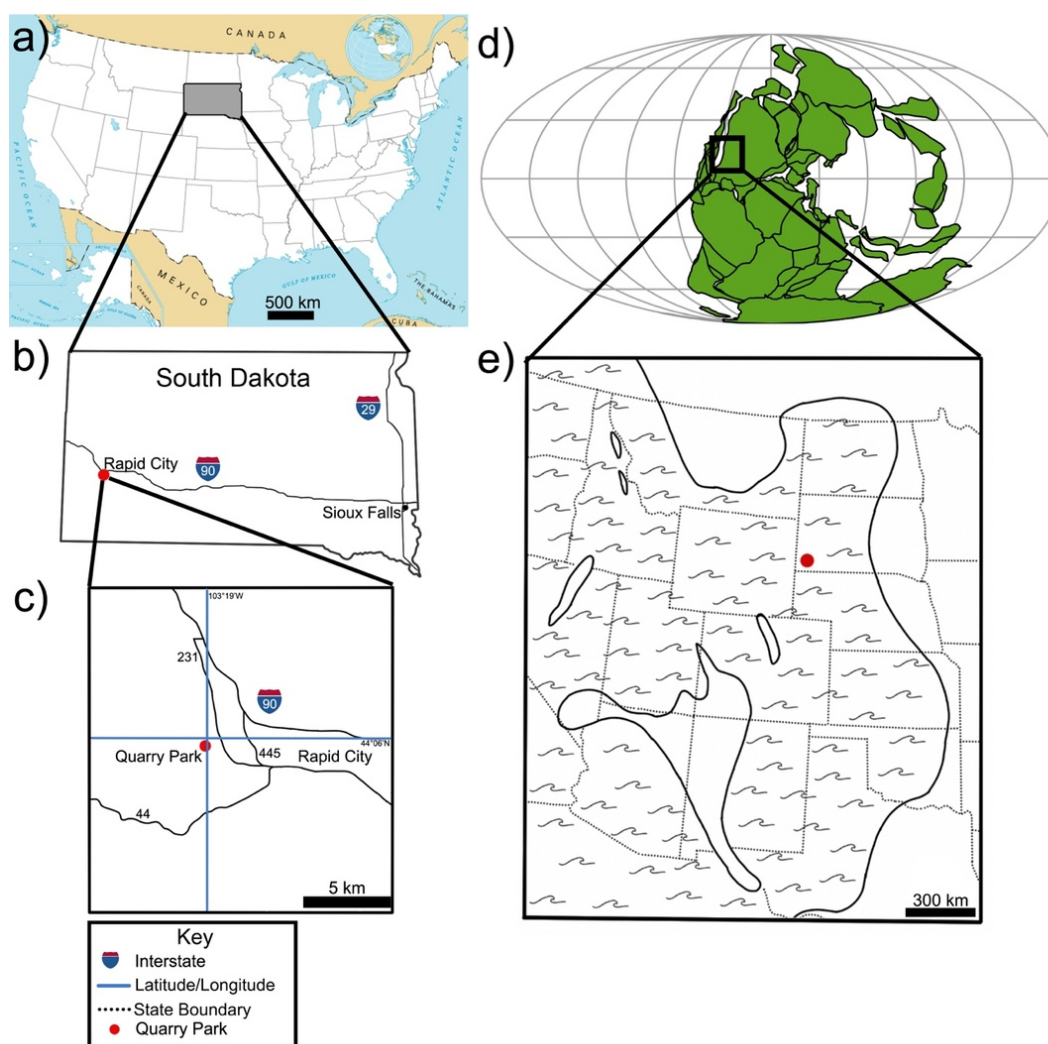 a)
CANADA
PACIFIC OCEAN
ATLANTIC OCEAN
MEXICO
GULF OF MEXICO
THE BAHAMAS
CUBA
500 km
b)
South Dakota
29
Rapid City
90
Sioux Falls
c)
103°19'W
231
90
44°06'N
Quarry Park
445
Rapid City
44
5 km
Key
Interstate
Latitude/Longitude
State Boundary
Quarry Park
d)
e)
300 km